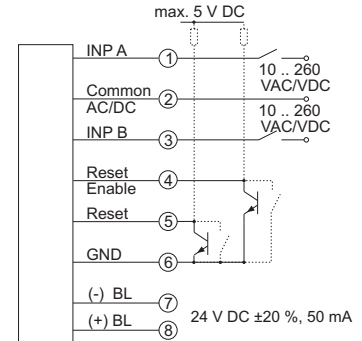 max. 5 V DC
INP A
1
10 .. 260
VAC/VDC
Common
AC/DC
2
10 .. 260
VAC/VDC
INP B
3
Reset
Enable
4
Reset
5
GND
6
(-) BL
7
24 V DC ±20 %, 50 mA
(+) BL
8